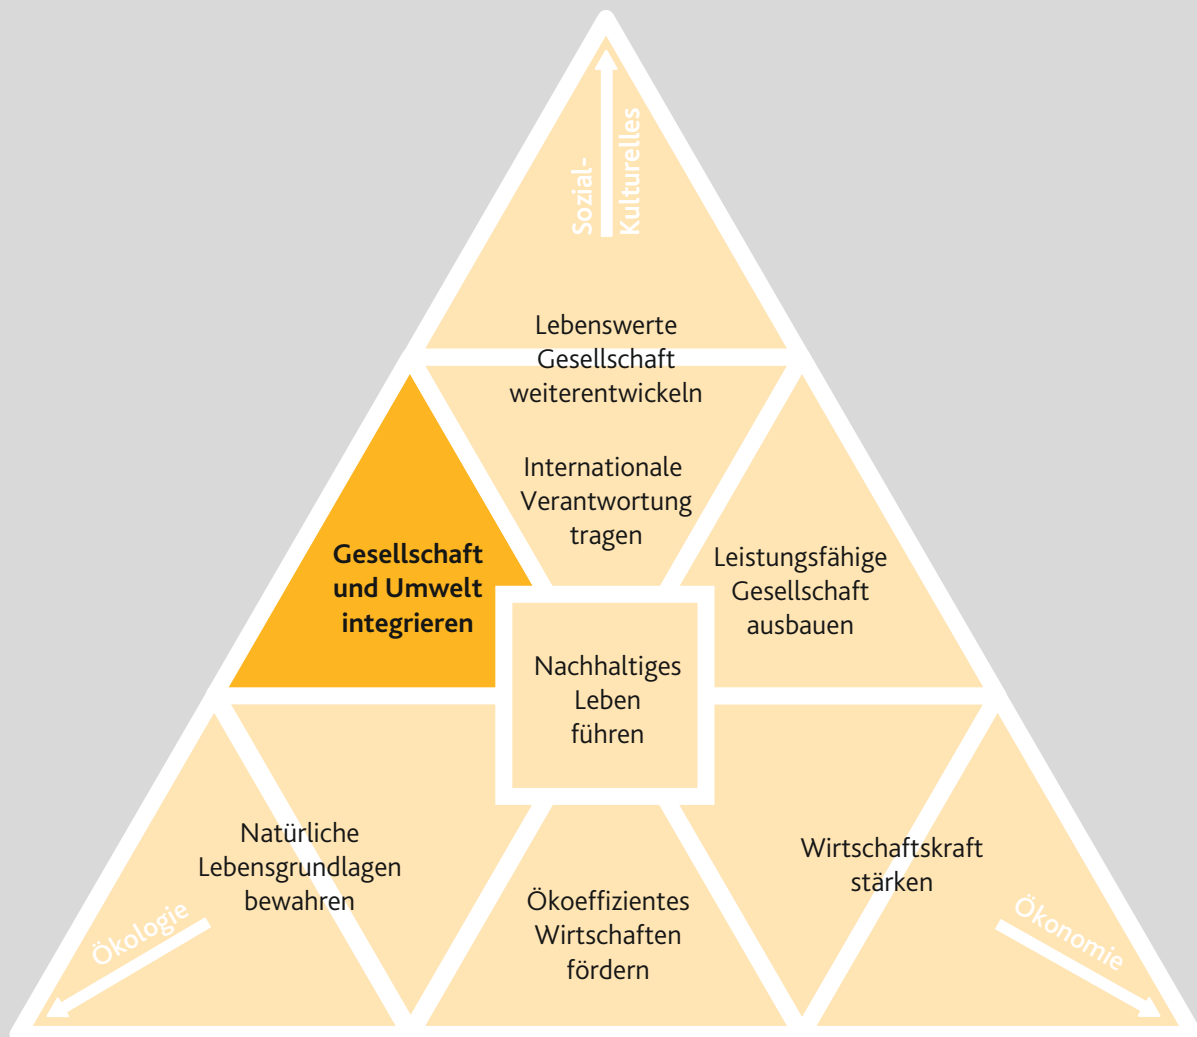 Sozial-
Kulturelles
Lebenswerte
Gesellschaft
weiterentwickeln
Internationale
Verantwortung
tragen
Gesellschaft
und Umwelt
integrieren
Leistungsfähige
Gesellschaft
ausbauen
Nachhaltiges
Leben
führen
Natürliche
Lebensgrundlagen
bewahren
Wirtschaftskraft
stärken
Ökoeffizientes
Wirtschaften
fördern
Ökologie
Ökonomie